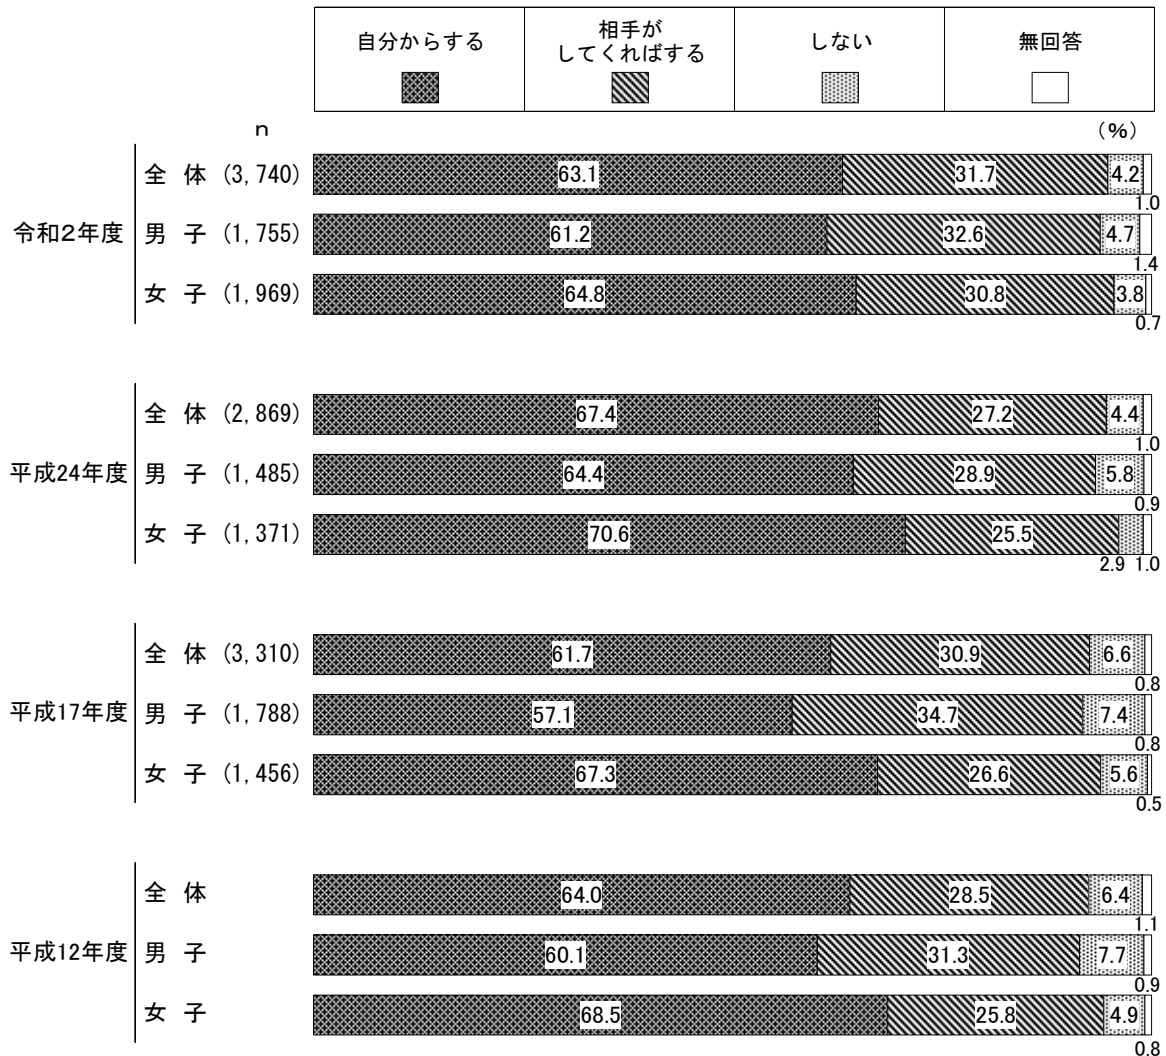 自分からする
相手が
してくればする
しない
無回答
n
(%)
令和2年度
全 体 (3,740) 63.1 31.7 4.2 1.0
男 子 (1,755) 61.2 32.6 4.7 1.4
女 子 (1,969) 64.8 30.8 3.8 0.7
平成24年度
全 体 (2,869) 67.4 27.2 4.4 1.0
男 子 (1,485) 64.4 28.9 5.8 0.9
女 子 (1,371) 70.6 25.5 2.9 1.0
平成17年度
全 体 (3,310) 61.7 30.9 6.6 0.8
男 子 (1,788) 57.1 34.7 7.4 0.8
女 子 (1,456) 67.3 26.6 5.6 0.5
平成12年度
全 体 64.0 28.5 6.4 1.1
男 子 60.1 31.3 7.7 0.9
女 子 68.5 25.8 4.9 0.8